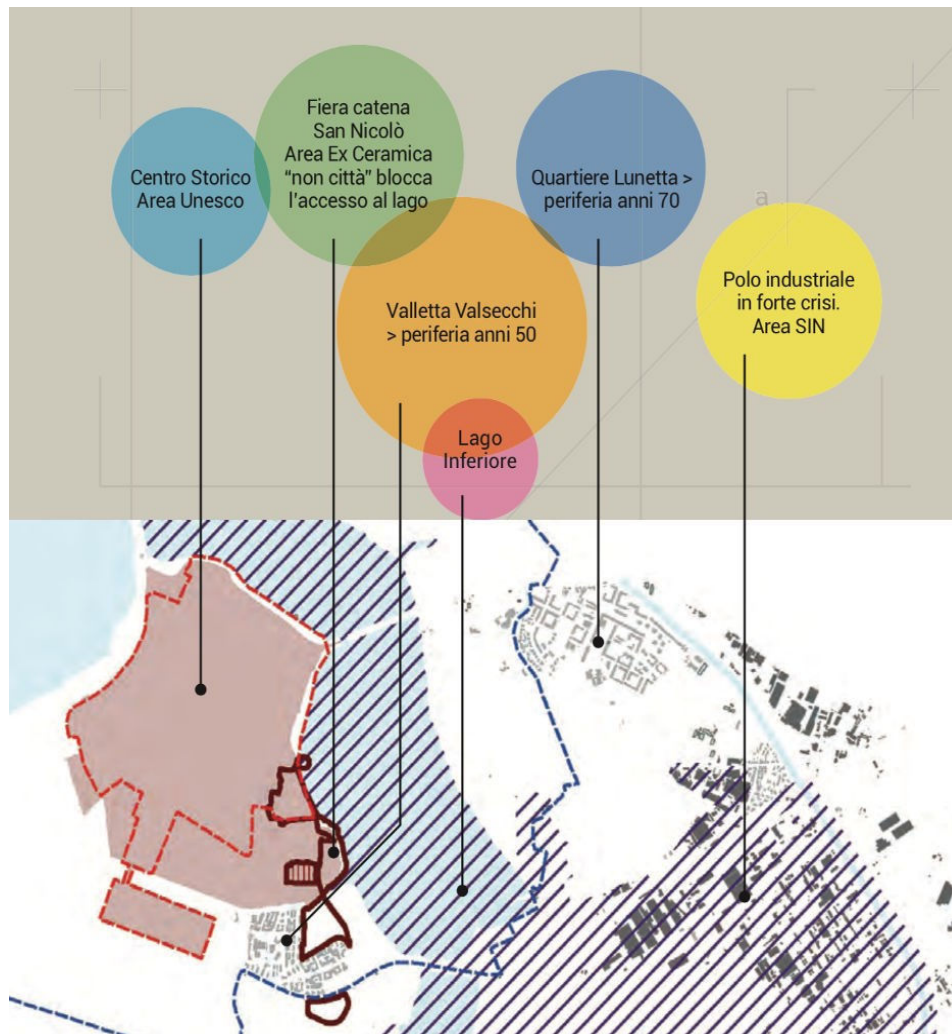 Centro Storico
Area Unesco
Fiera catena
San Nicolò
Area Ex Ceramica
“non città” blocca
l’accesso al lago
Valletta Valsecchi
> periferia anni 50
Lago
Inferiore
Quartiere Lunetta >
periferia anni 70
a
Polo industriale
in forte crisi.
Area SIN